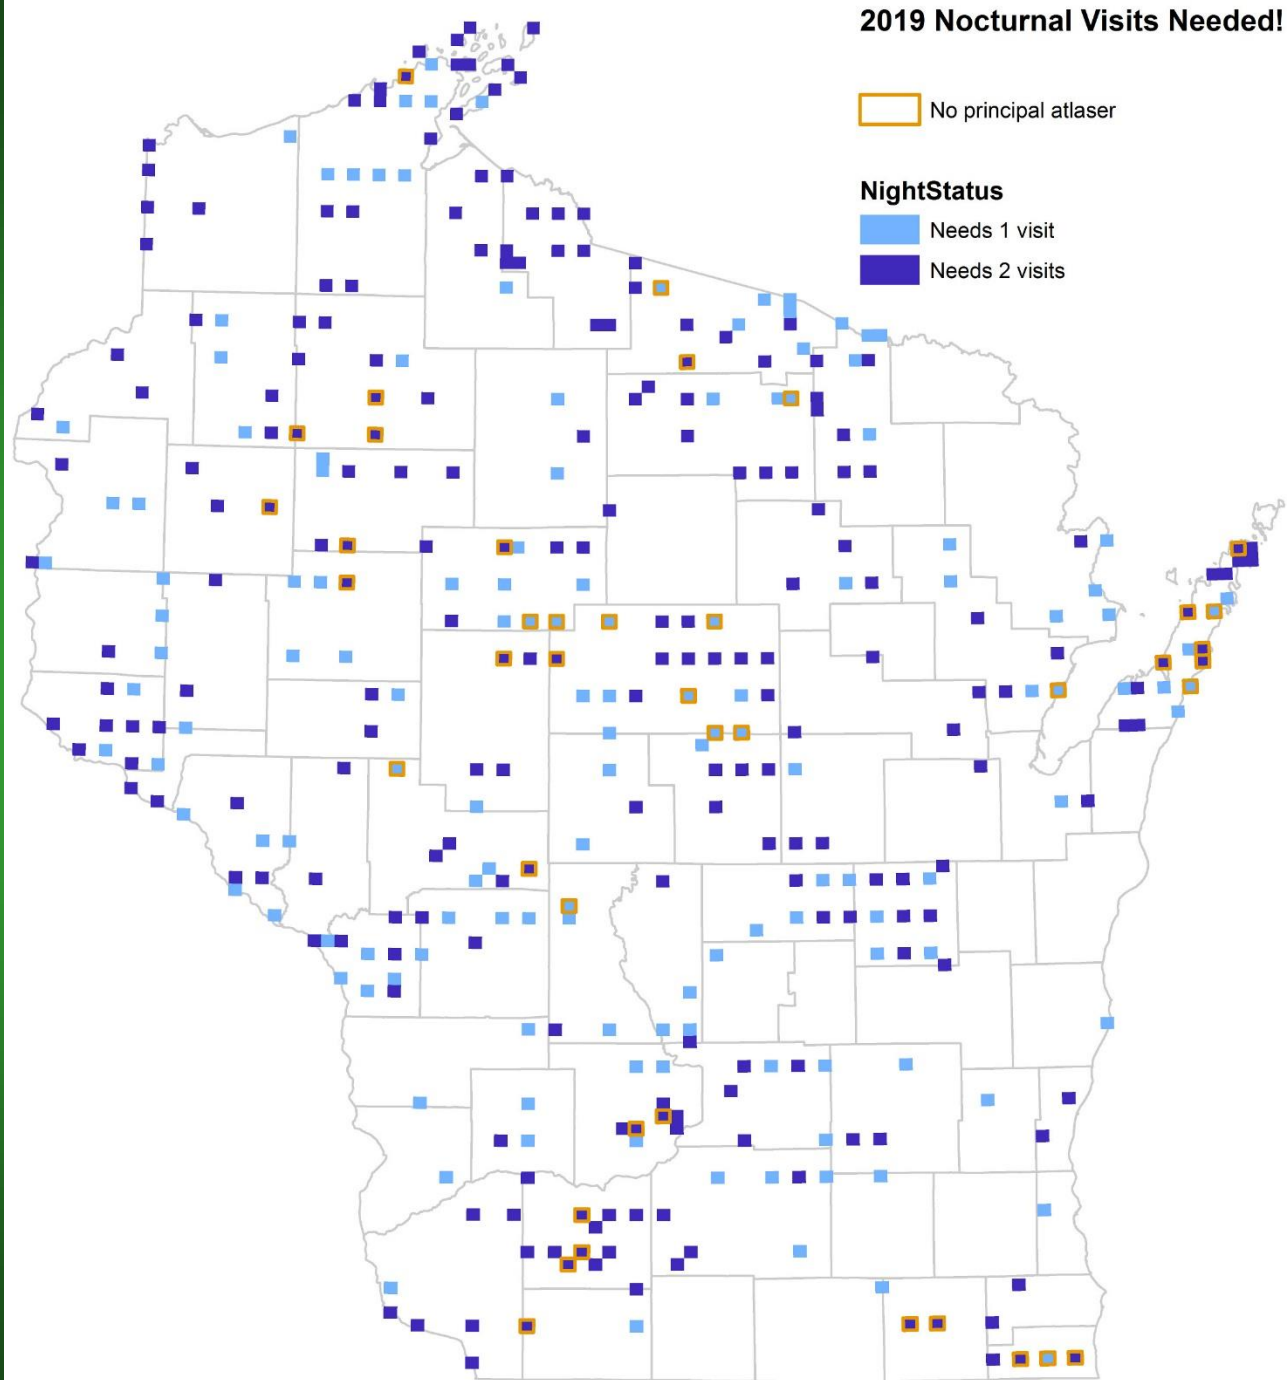 2019 Nocturnal Visits Needed!
No principal atlaser
NightStatus
Needs 1 visit
Needs 2 visits